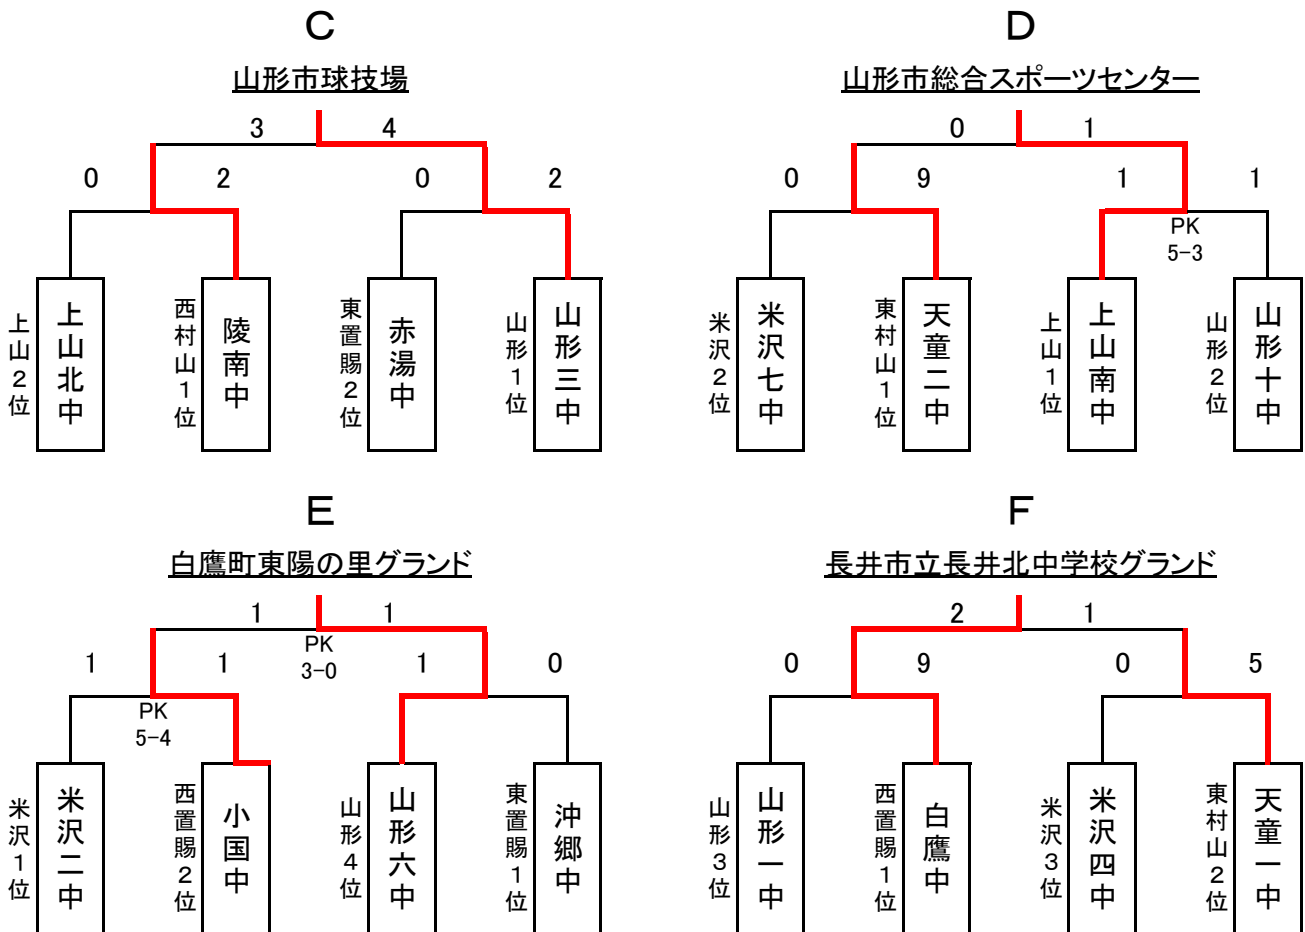 C
山形市球技場
3 4
0 2 0 2
上山2位
上山北中
西村山1位
陵南中
東置賜2位
赤湯中
山形1位
山形三中
D
山形市総合スポーツセンター
0 1
0 9 1 1
PK
5-3
米沢2位
米沢七中
東村山1位
天童二中
上山1位
上山南中
山形2位
山形十中
E
白鷹町東陽の里グランド
1 1
PK
3-0
1 1 1 0
PK
5-4
米沢1位
米沢二中
西置賜2位
小国中
山形4位
山形六中
東置賜1位
沖郷中
F
長井市立長井北中学校グランド
2 1
0 9 0 5
山形3位
山形一中
西置賜1位
白鷹中
米沢3位
米沢四中
東村山2位
天童一中